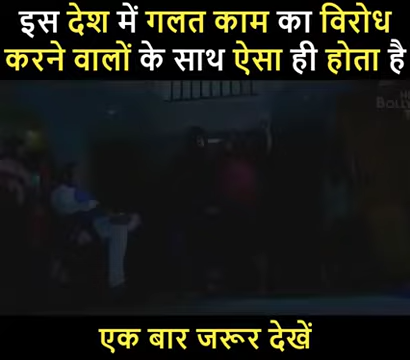 इस देश में गलत काम का विरोध
करने वालों के साथ ऐसा ही होता है
एक बार जरूर देखें